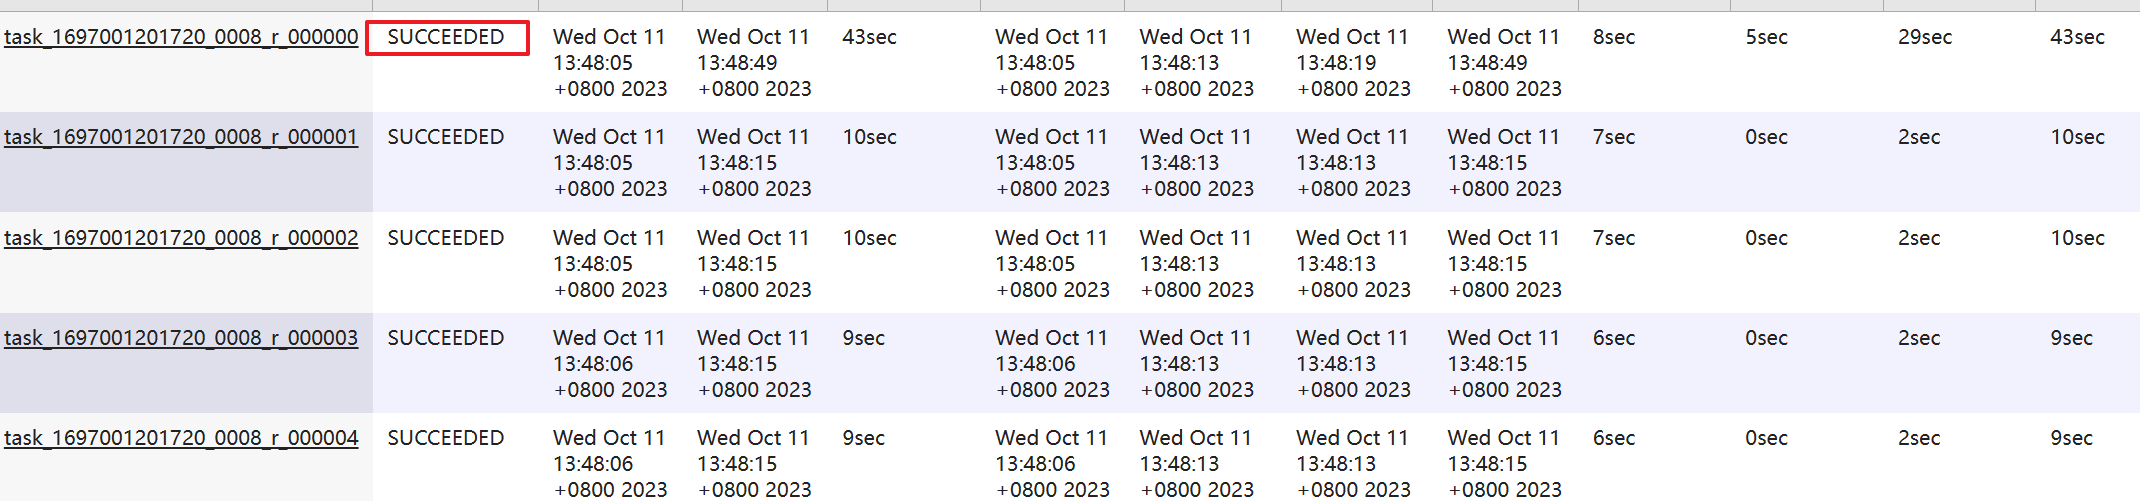 task_1697001201720_0008_r_000000 SUCCEEDED Wed Oct 11 Wed Oct 11 43sec Wed Oct 11 Wed Oct 11 Wed Oct 11 Wed Oct 11 8sec 5sec 29sec 43sec
13:48:05 13:48:49 13:48:05 13:48:13 13:48:19 13:48:49
+0800 2023 +0800 2023 +0800 2023 +0800 2023 +0800 2023 +0800 2023
task_1697001201720_0008_r_000001 SUCCEEDED Wed Oct 11 Wed Oct 11 10sec Wed Oct 11 Wed Oct 11 Wed Oct 11 Wed Oct 11 7sec 0sec 2sec 10sec
13:48:05 13:48:15 13:48:05 13:48:13 13:48:13 13:48:15
+0800 2023 +0800 2023 +0800 2023 +0800 2023 +0800 2023 +0800 2023
task_1697001201720_0008_r_000002 SUCCEEDED Wed Oct 11 Wed Oct 11 10sec Wed Oct 11 Wed Oct 11 Wed Oct 11 Wed Oct 11 7sec 0sec 2sec 10sec
13:48:05 13:48:15 13:48:05 13:48:13 13:48:13 13:48:15
+0800 2023 +0800 2023 +0800 2023 +0800 2023 +0800 2023 +0800 2023
task_1697001201720_0008_r_000003 SUCCEEDED Wed Oct 11 Wed Oct 11 9sec Wed Oct 11 Wed Oct 11 Wed Oct 11 Wed Oct 11 6sec 0sec 2sec 9sec
13:48:06 13:48:15 13:48:06 13:48:13 13:48:13 13:48:15
+0800 2023 +0800 2023 +0800 2023 +0800 2023 +0800 2023 +0800 2023
task_1697001201720_0008_r_000004 SUCCEEDED Wed Oct 11 Wed Oct 11 9sec Wed Oct 11 Wed Oct 11 Wed Oct 11 Wed Oct 11 6sec 0sec 2sec 9sec
13:48:06 13:48:15 13:48:06 13:48:13 13:48:13 13:48:15
+0800 2023 +0800 2023 +0800 2023 +0800 2023 +0800 2023 +0800 2023